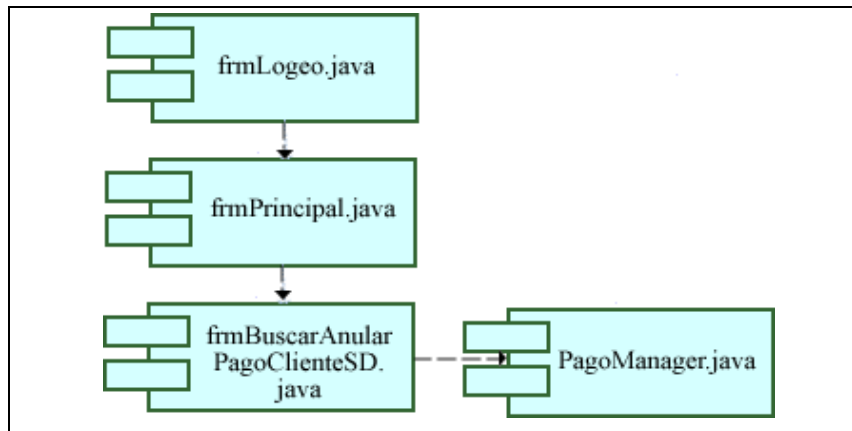 frmLogeo.java
frmPrincipal.java
frmBuscarAnular
PagoClienteSD.
java
PagoManager.java